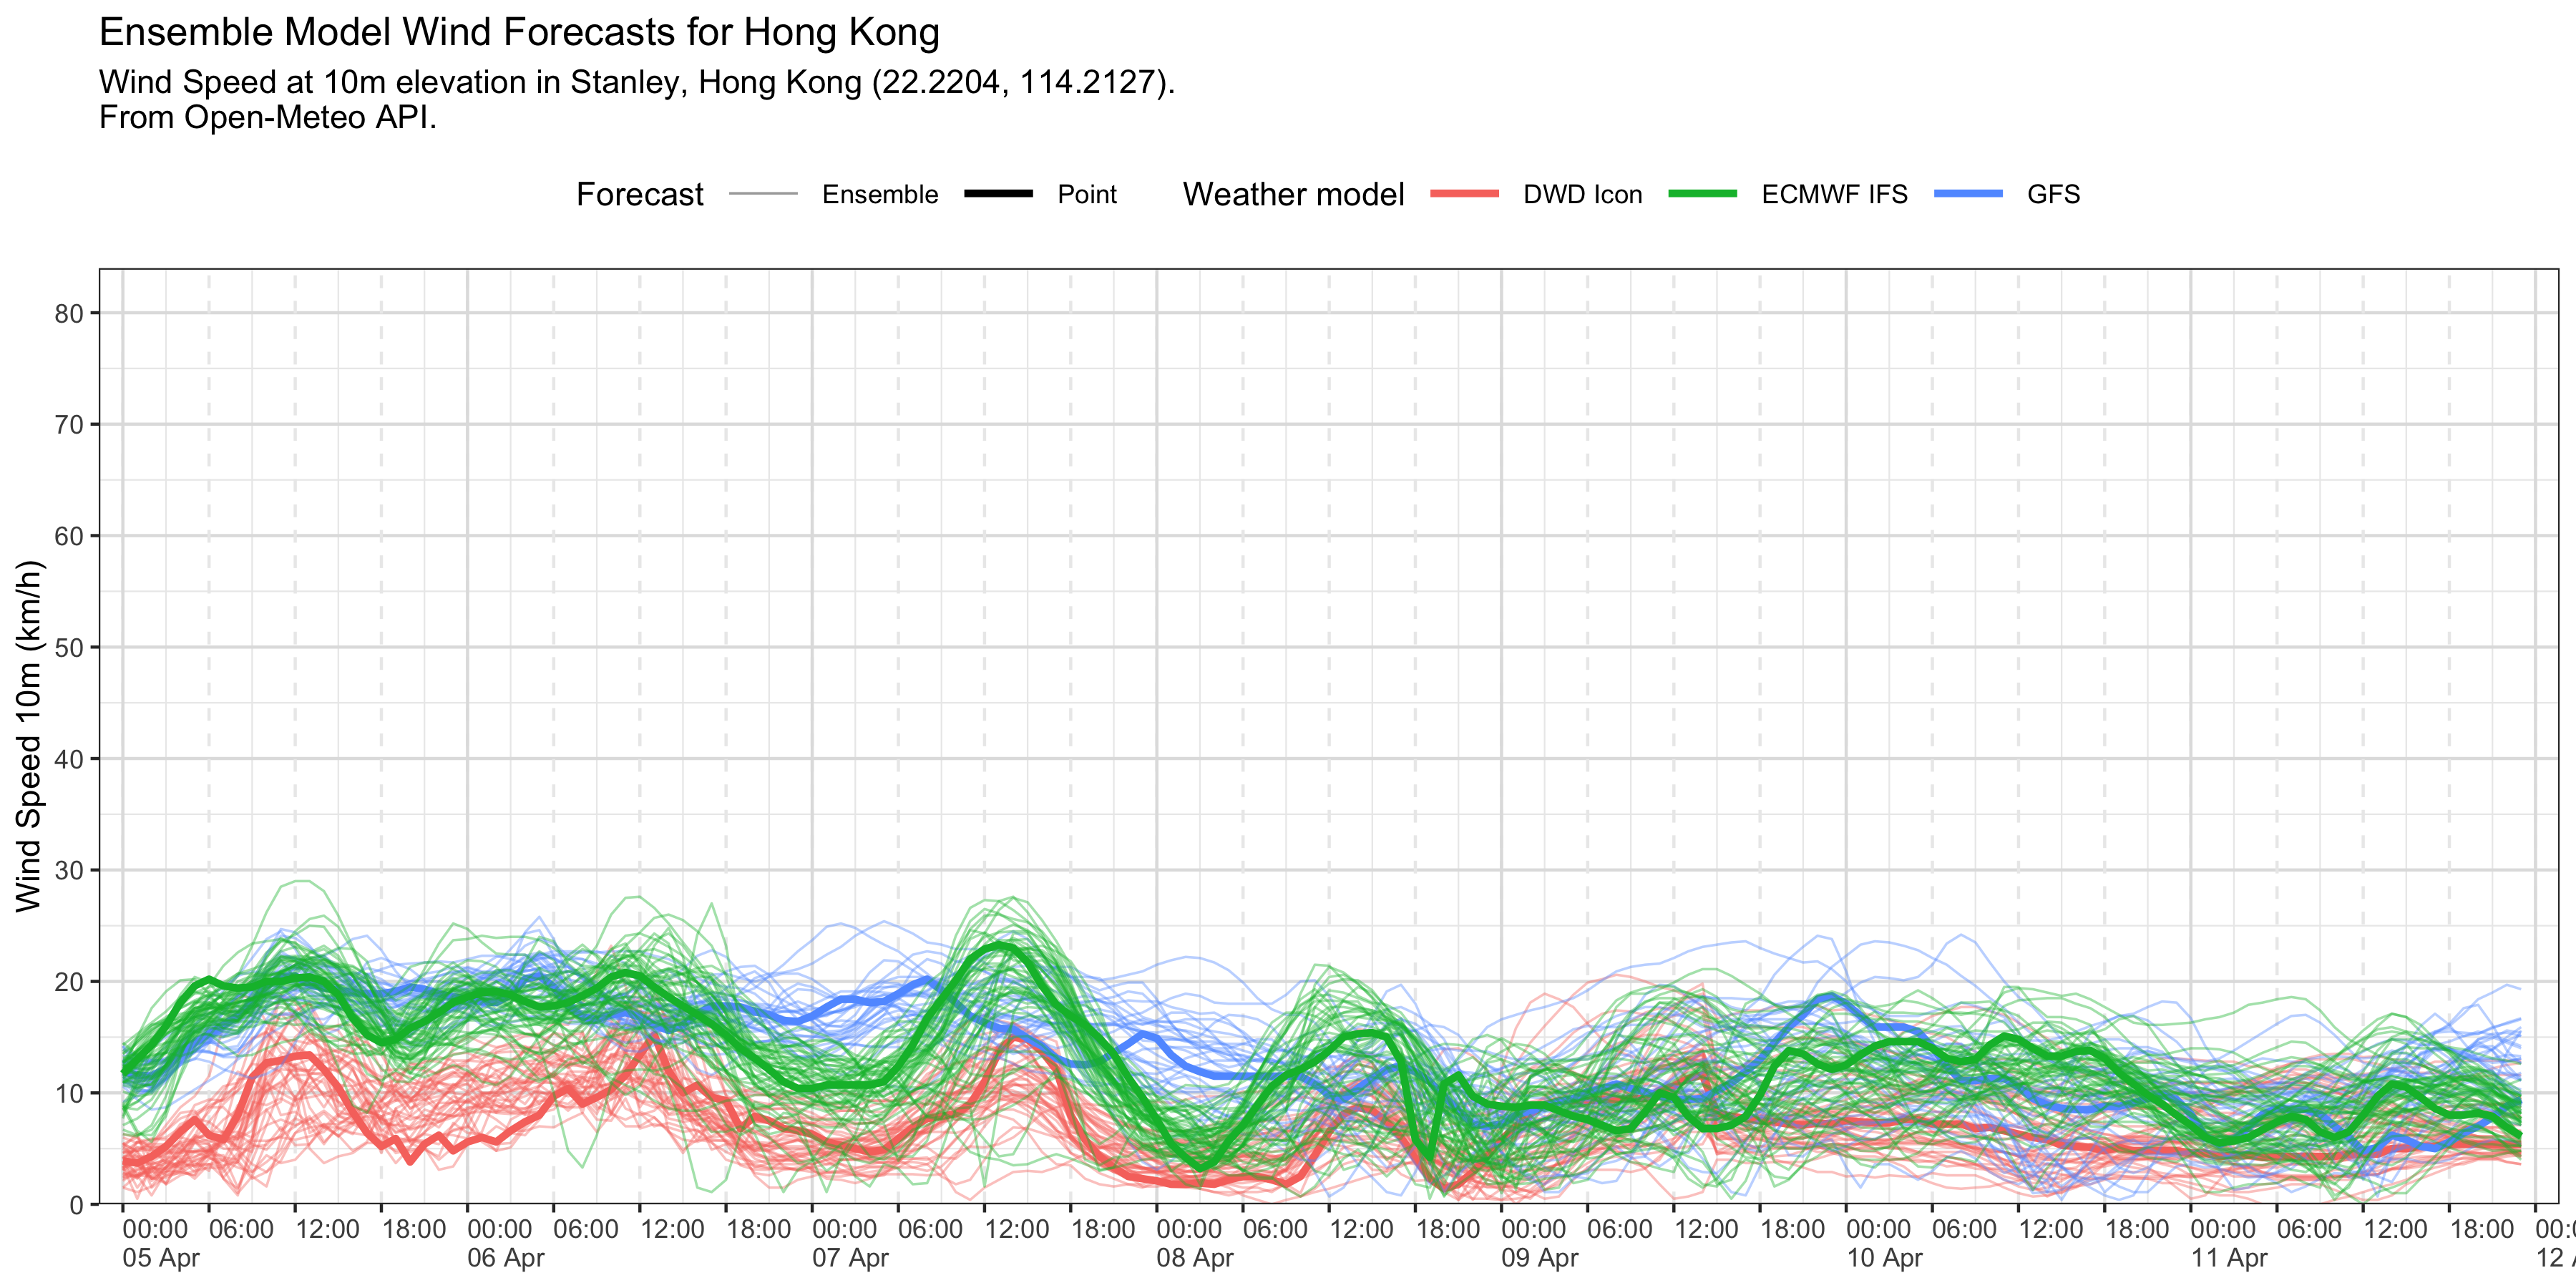 Ensemble Model Wind Forecasts for Hong Kong
Wind Speed at 10m elevation in Stanley, Hong Kong (22.2204, 114.2127).
From Open-Meteo API.
Forecast Ensemble Point Weather model DWD Icon ECMWF IFS GFS
Wind Speed 10m (km/h)
80
70
60
50
40
30
20
10
0
00:00 06:00 12:00 18:00 00:00 06:00 12:00 18:00 00:00 06:00 12:00 18:00 00:00 06:00 12:00 18:00 00:00 06:00 12:00 18:00 00:00 06:00 12:00 18:00 00:00 06:00 12:00 18:00
05 Apr 06 Apr 07 Apr 08 Apr 09 Apr 10 Apr 11 Apr 12